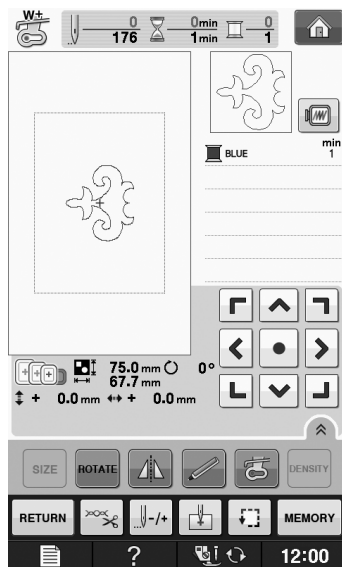 W+
0
176
0min
1min
0
1
min
BLUE 1
75.0 mm 0°
67.7 mm
+ 0.0 mm + 0.0 mm
SIZE ROTATE DENSITY
-/+
RETURN MEMORY
? 12:00